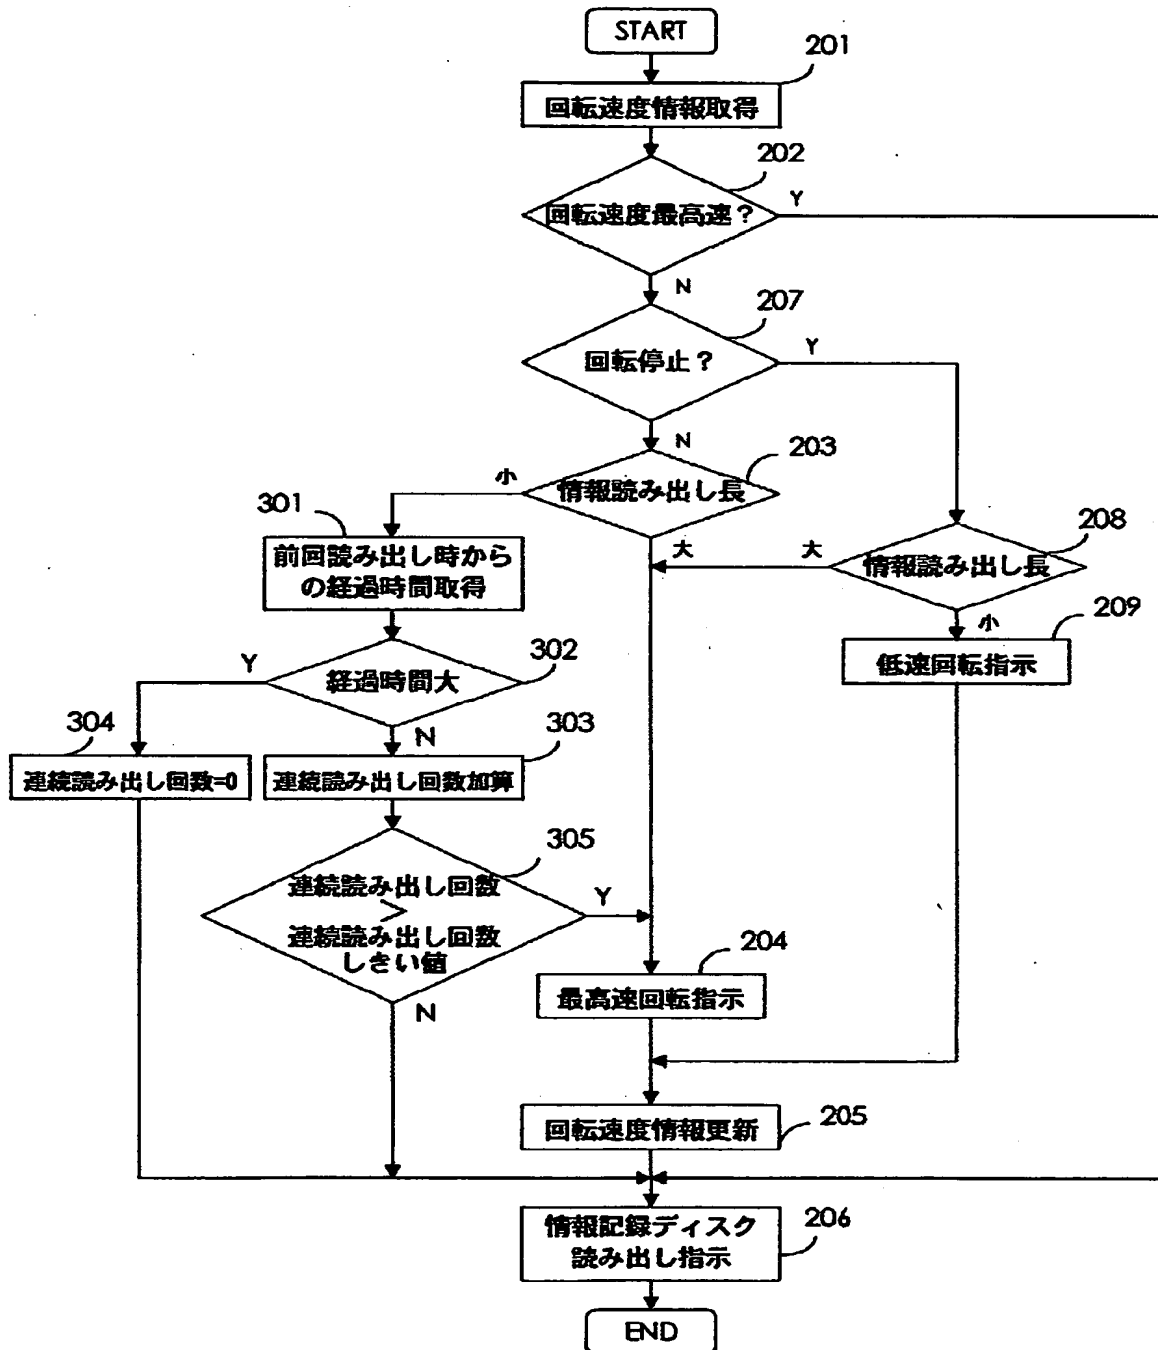 START
201
回転速度情報取得
202
回転速度最高速?
Y
N
207
回転停止?
Y
N
203
小
情報読み出し長
301
大
大
208
情報読み出し長
前回読み出し時から
の経過時間取得
小
209
302
Y
低速回転指示
経過時間大
304
N
303
連続読み出し回数=0
連続読み出し回数加算
305
連続読み出し回数
>
連続読み出し回数
しきい値
Y
204
最高速回転指示
N
回転速度情報更新
205
情報記録ディスク
読み出し指示
206
END